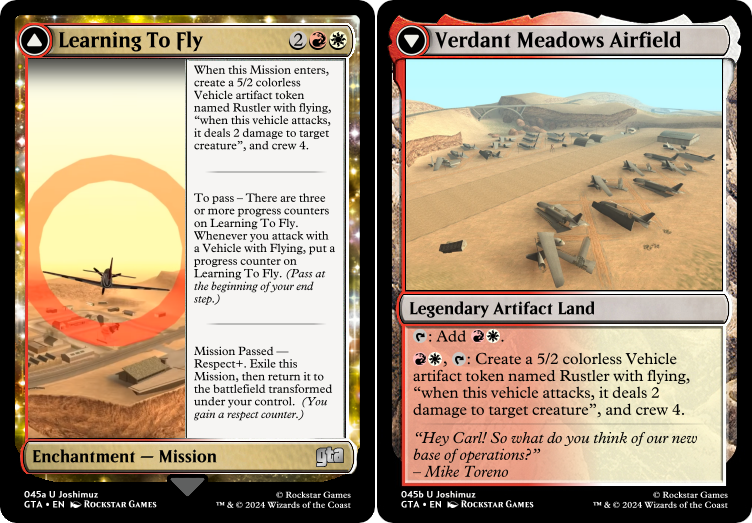 Learning To Fly 2
When this Mission enters,
create a 5/2 colorless
Vehicle artifact token
named Rustler with flying,
“when this vehicle attacks,
it deals 2 damage to target
creature”, and crew 4.
To pass – There are three
or more progress counters
on Learning To Fly.
Whenever you attack with
a Vehicle with Flying, put a
progress counter on
Learning To Fly. (Pass at
the beginning of your end
step.)
Mission Passed —
Respect+. Exile this
Mission, then return it to
the battlefield transformed
under your control. (You
gain a respect counter.)
Enchantment — Mission
gta
045a U Joshimuz
GTA • EN Rockstar Games
© Rockstar Games
™ & © 2024 Wizards of the Coast
Verdant Meadows Airfield
Legendary Artifact Land
: Add .
, : Create a 5/2 colorless Vehicle
artifact token named Rustler with flying,
“when this vehicle attacks, it deals 2
damage to target creature”, and crew 4.
“Hey Carl! So what do you think of our new
base of operations?”
– Mike Toreno
045b U Joshimuz
GTA • EN Rockstar Games
© Rockstar Games
™ & © 2024 Wizards of the Coast